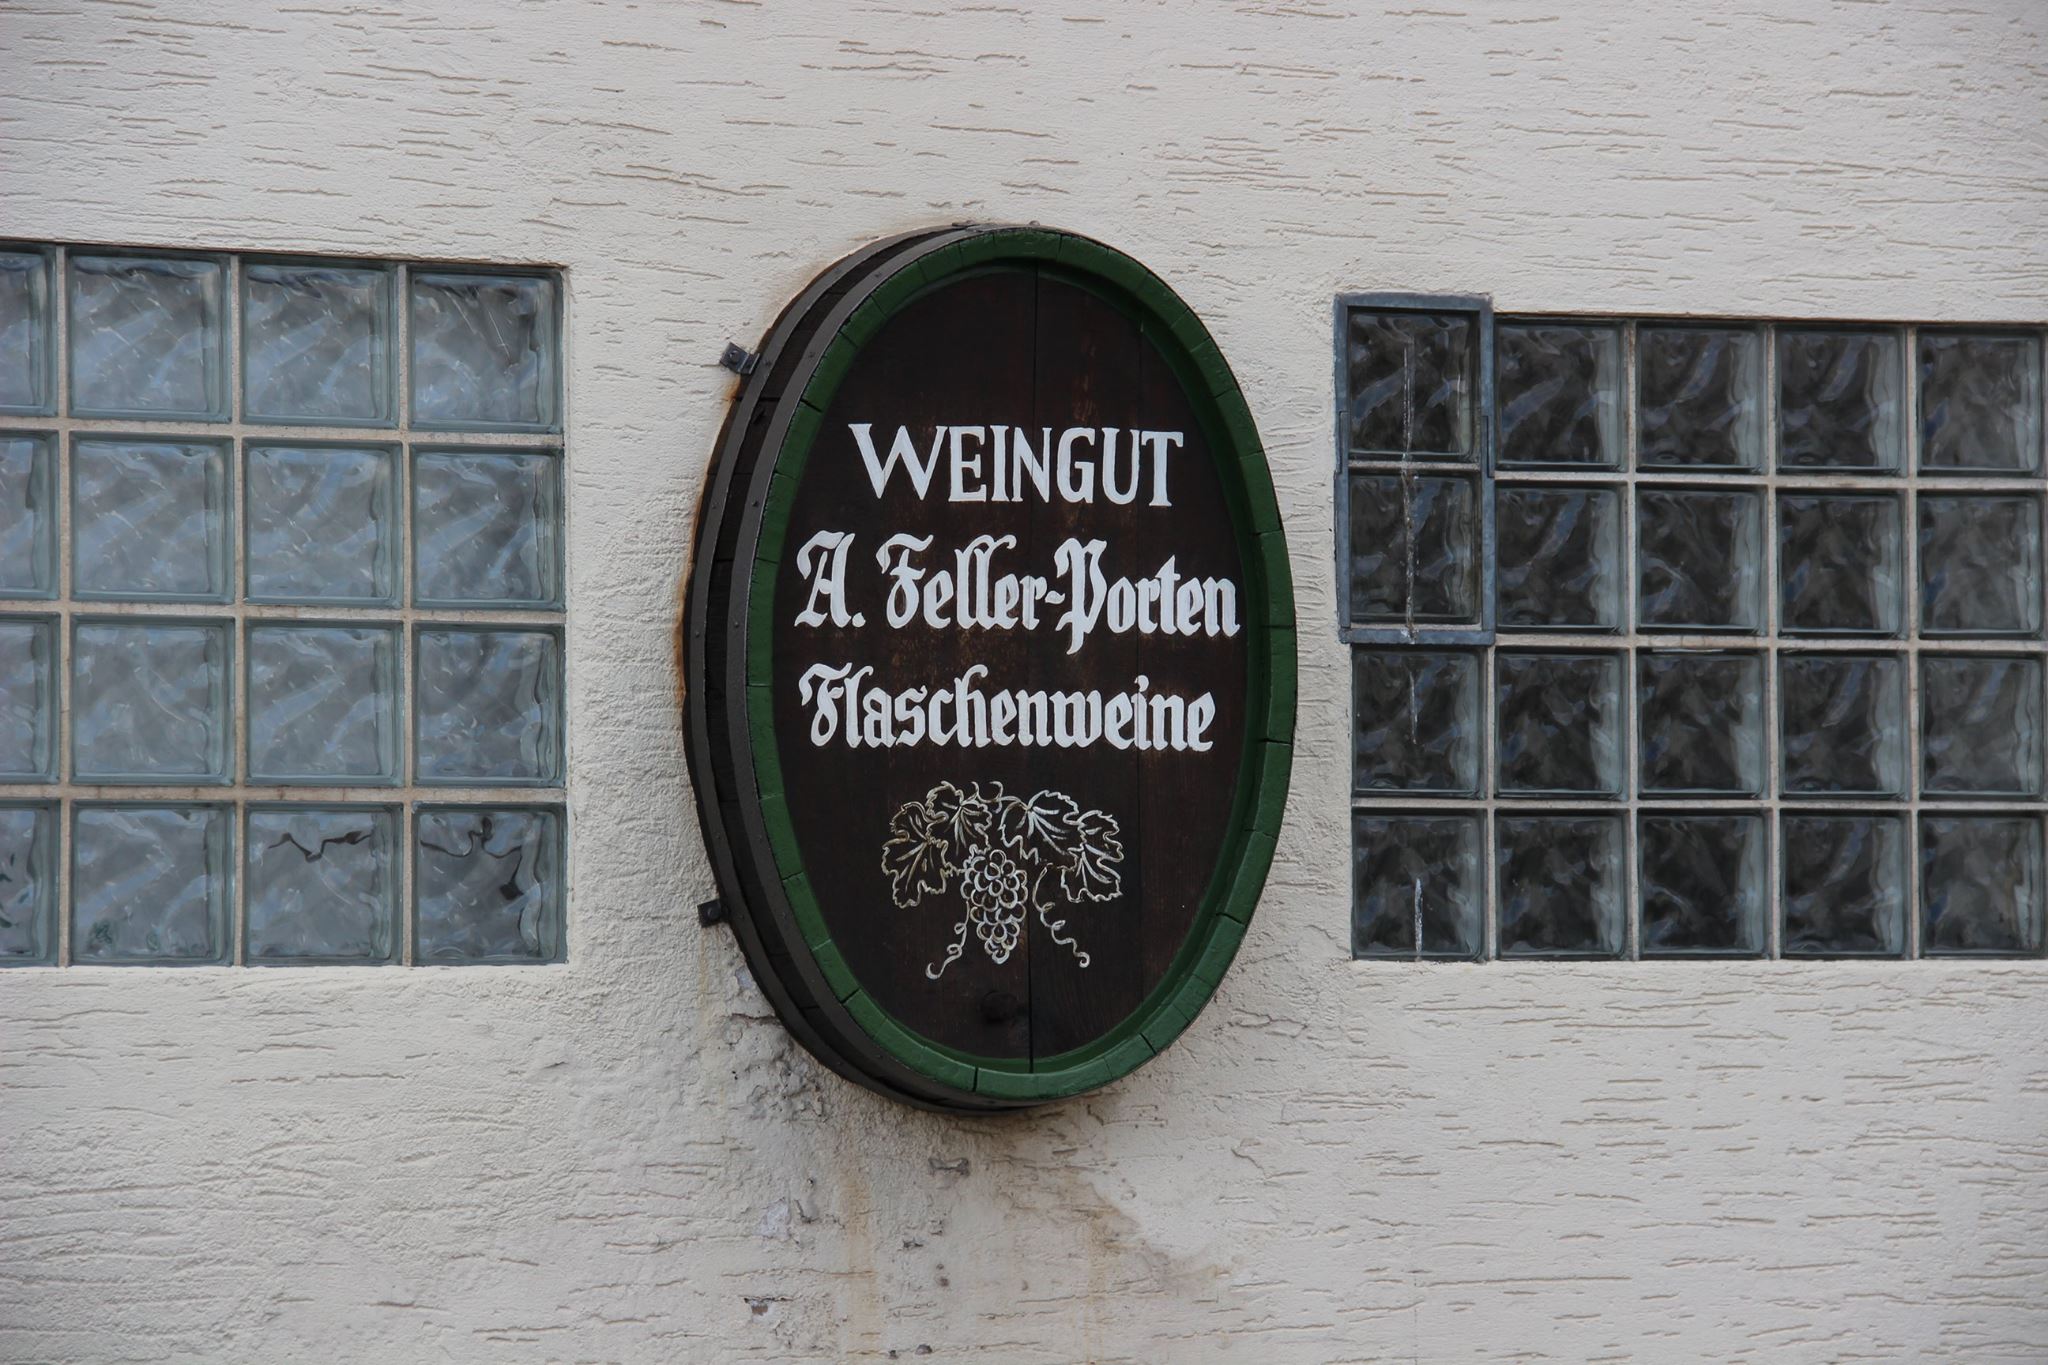 WEINGUT
A. Feller-Porten
Flaschenweine